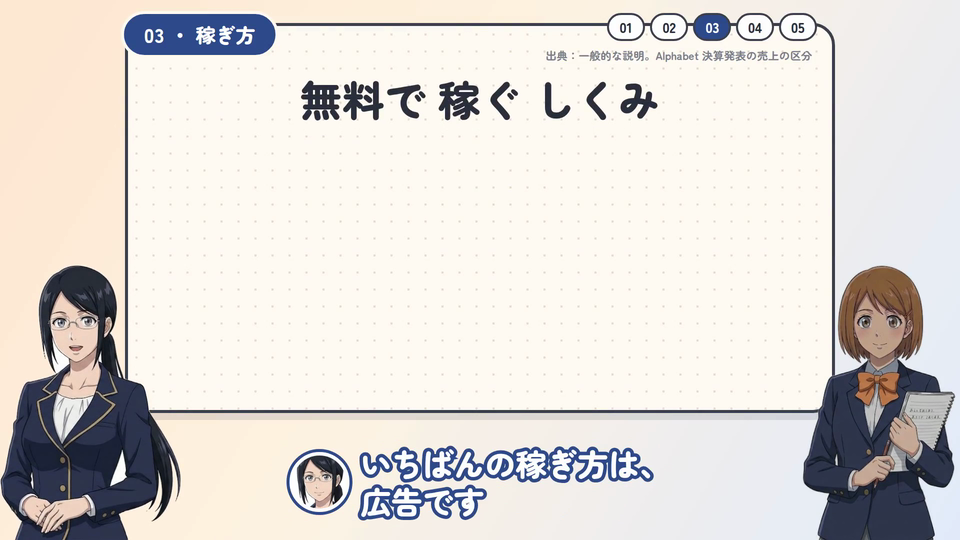 03 ・ 稼ぎ方
01 02 03 04 05
出典：一般的な説明。Alphabet 決算発表の売上の区分
無料で 稼ぐ しくみ
いちばんの稼ぎ方は、
広告です